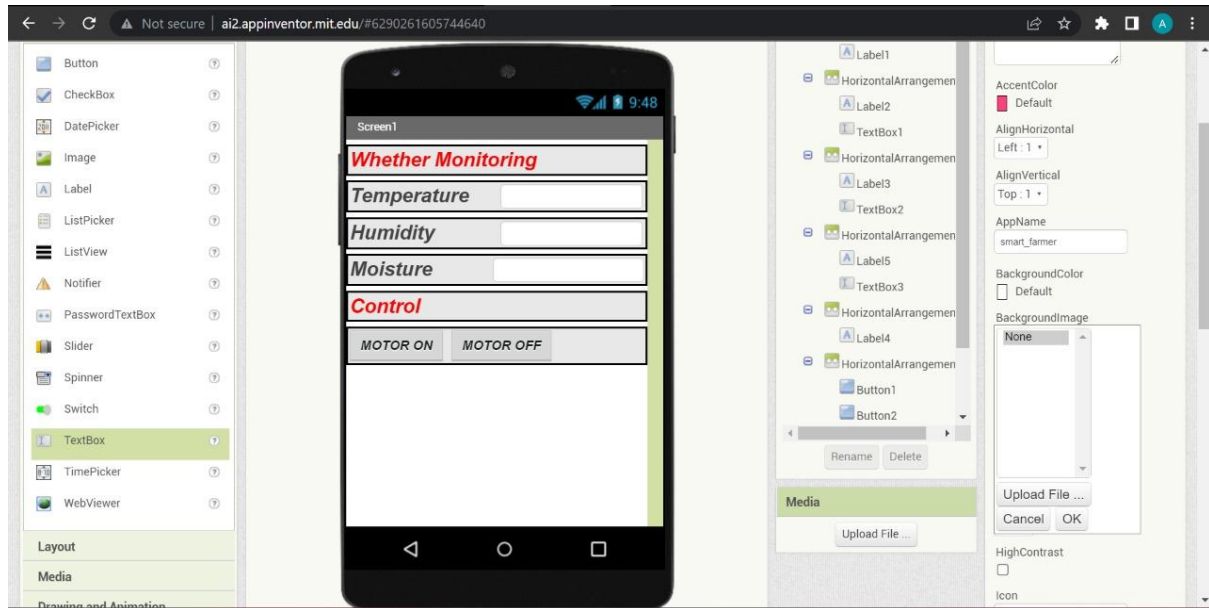 Not secure | ai2.appinventor.mit.edu/#6290261605744640
A
Button
CheckBox
DatePicker
Image
Label
ListPicker
ListView
Notifier
PasswordTextBox
Slider
Spinner
Switch
TextBox
TimePicker
WebViewer
Layout
Media
Drawing and Animation
9:48
Screen1
Whether Monitoring
Temperature
Humidity
Moisture
Control
MOTOR ON MOTOR OFF
Label1
HorizontalArrangemen
Label2
TextBox1
HorizontalArrangemen
Label3
TextBox2
HorizontalArrangemen
Label5
TextBox3
HorizontalArrangemen
Label4
HorizontalArrangemen
Button1
Button2
Rename Delete
Media
Upload File ...
AccentColor
Default
AlignHorizontal
Left : 1
AlignVertical
Top : 1
AppName
smart_farmer
BackgroundColor
Default
BackgroundImage
None
Upload File ...
Cancel OK
HighContrast
Icon